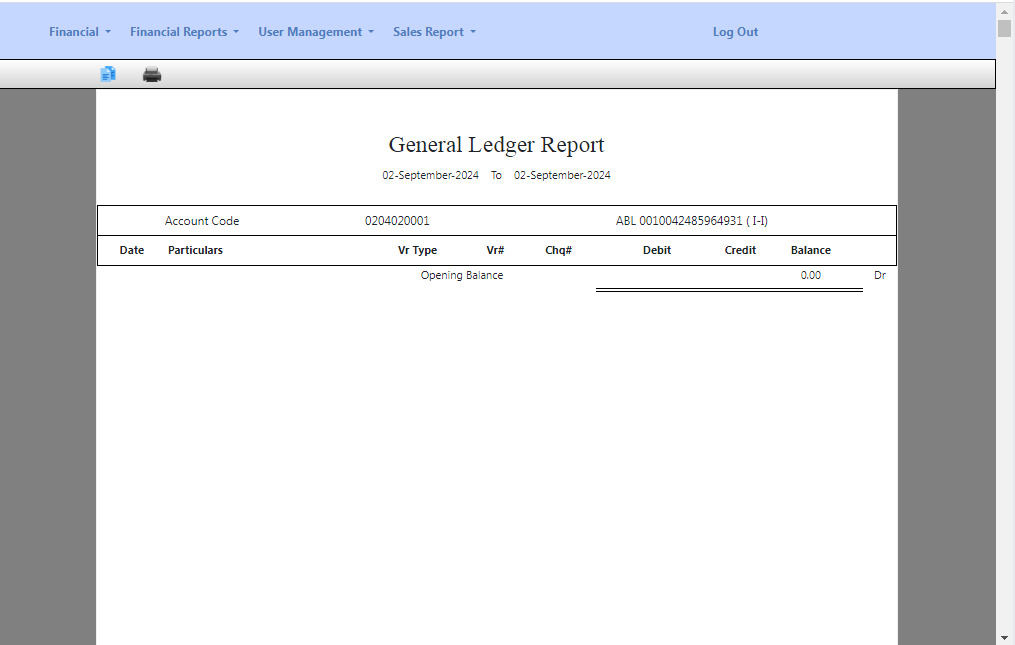 Financial Financial Reports User Management Sales Report Log Out
General Ledger Report
02-September-2024 To 02-September-2024
Account Code 0204020001 ABL 0010042485964931 ( I-I)
Date Particulars Vr Type Vr# Chq# Debit Credit Balance
Opening Balance 0.00 Dr